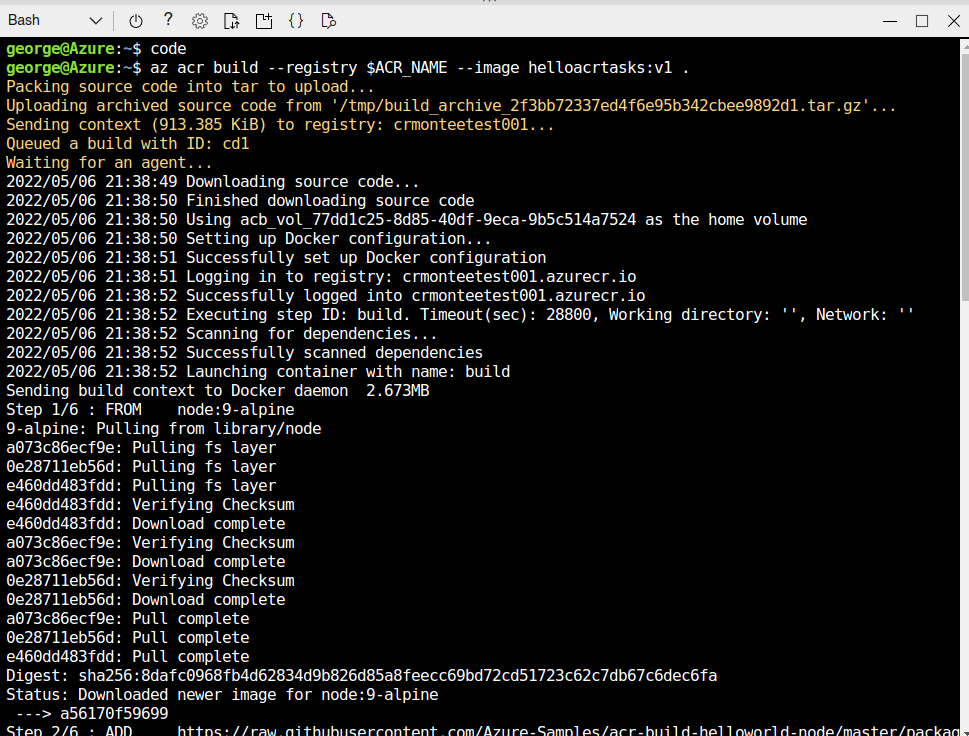 Bash
george@Azure:~$ code
george@Azure:~$ az acr build --registry $ACR_NAME --image helloacrtasks:v1 .
Packing source code into tar to upload...
Uploading archived source code from '/tmp/build_archive_2f3bb72337ed4f6e95b342cbee9892d1.tar.gz'...
Sending context (913.385 KiB) to registry: crmonteetest001...
Queued a build with ID: cd1
Waiting for an agent...
2022/05/06 21:38:49 Downloading source code...
2022/05/06 21:38:50 Finished downloading source code
2022/05/06 21:38:50 Using acb_vol_77dd1c25-8d85-40df-9eca-9b5c514a7524 as the home volume
2022/05/06 21:38:50 Setting up Docker configuration...
2022/05/06 21:38:51 Successfully set up Docker configuration
2022/05/06 21:38:51 Logging in to registry: crmonteetest001.azurecr.io
2022/05/06 21:38:52 Successfully logged into crmonteetest001.azurecr.io
2022/05/06 21:38:52 Executing step ID: build. Timeout(sec): 28800, Working directory: '', Network: ''
2022/05/06 21:38:52 Scanning for dependencies...
2022/05/06 21:38:52 Successfully scanned dependencies
2022/05/06 21:38:52 Launching container with name: build
Sending build context to Docker daemon  2.673MB
Step 1/6 : FROM    node:9-alpine
9-alpine: Pulling from library/node
a073c86ecf9e: Pulling fs layer
0e28711eb56d: Pulling fs layer
e460dd483fdd: Pulling fs layer
e460dd483fdd: Verifying Checksum
e460dd483fdd: Download complete
a073c86ecf9e: Verifying Checksum
a073c86ecf9e: Download complete
0e28711eb56d: Verifying Checksum
0e28711eb56d: Download complete
a073c86ecf9e: Pull complete
0e28711eb56d: Pull complete
e460dd483fdd: Pull complete
Digest: sha256:8dafc0968fb4d62834d9b826d85a8feecc69bd72cd51723c62c7db67c6dec6fa
Status: Downloaded newer image for node:9-alpine
 ---> a56170f59699
Step 2/6 : ADD     https://raw.githubusercontent.com/Azure-Samples/acr-build-helloworld-node/master/packag